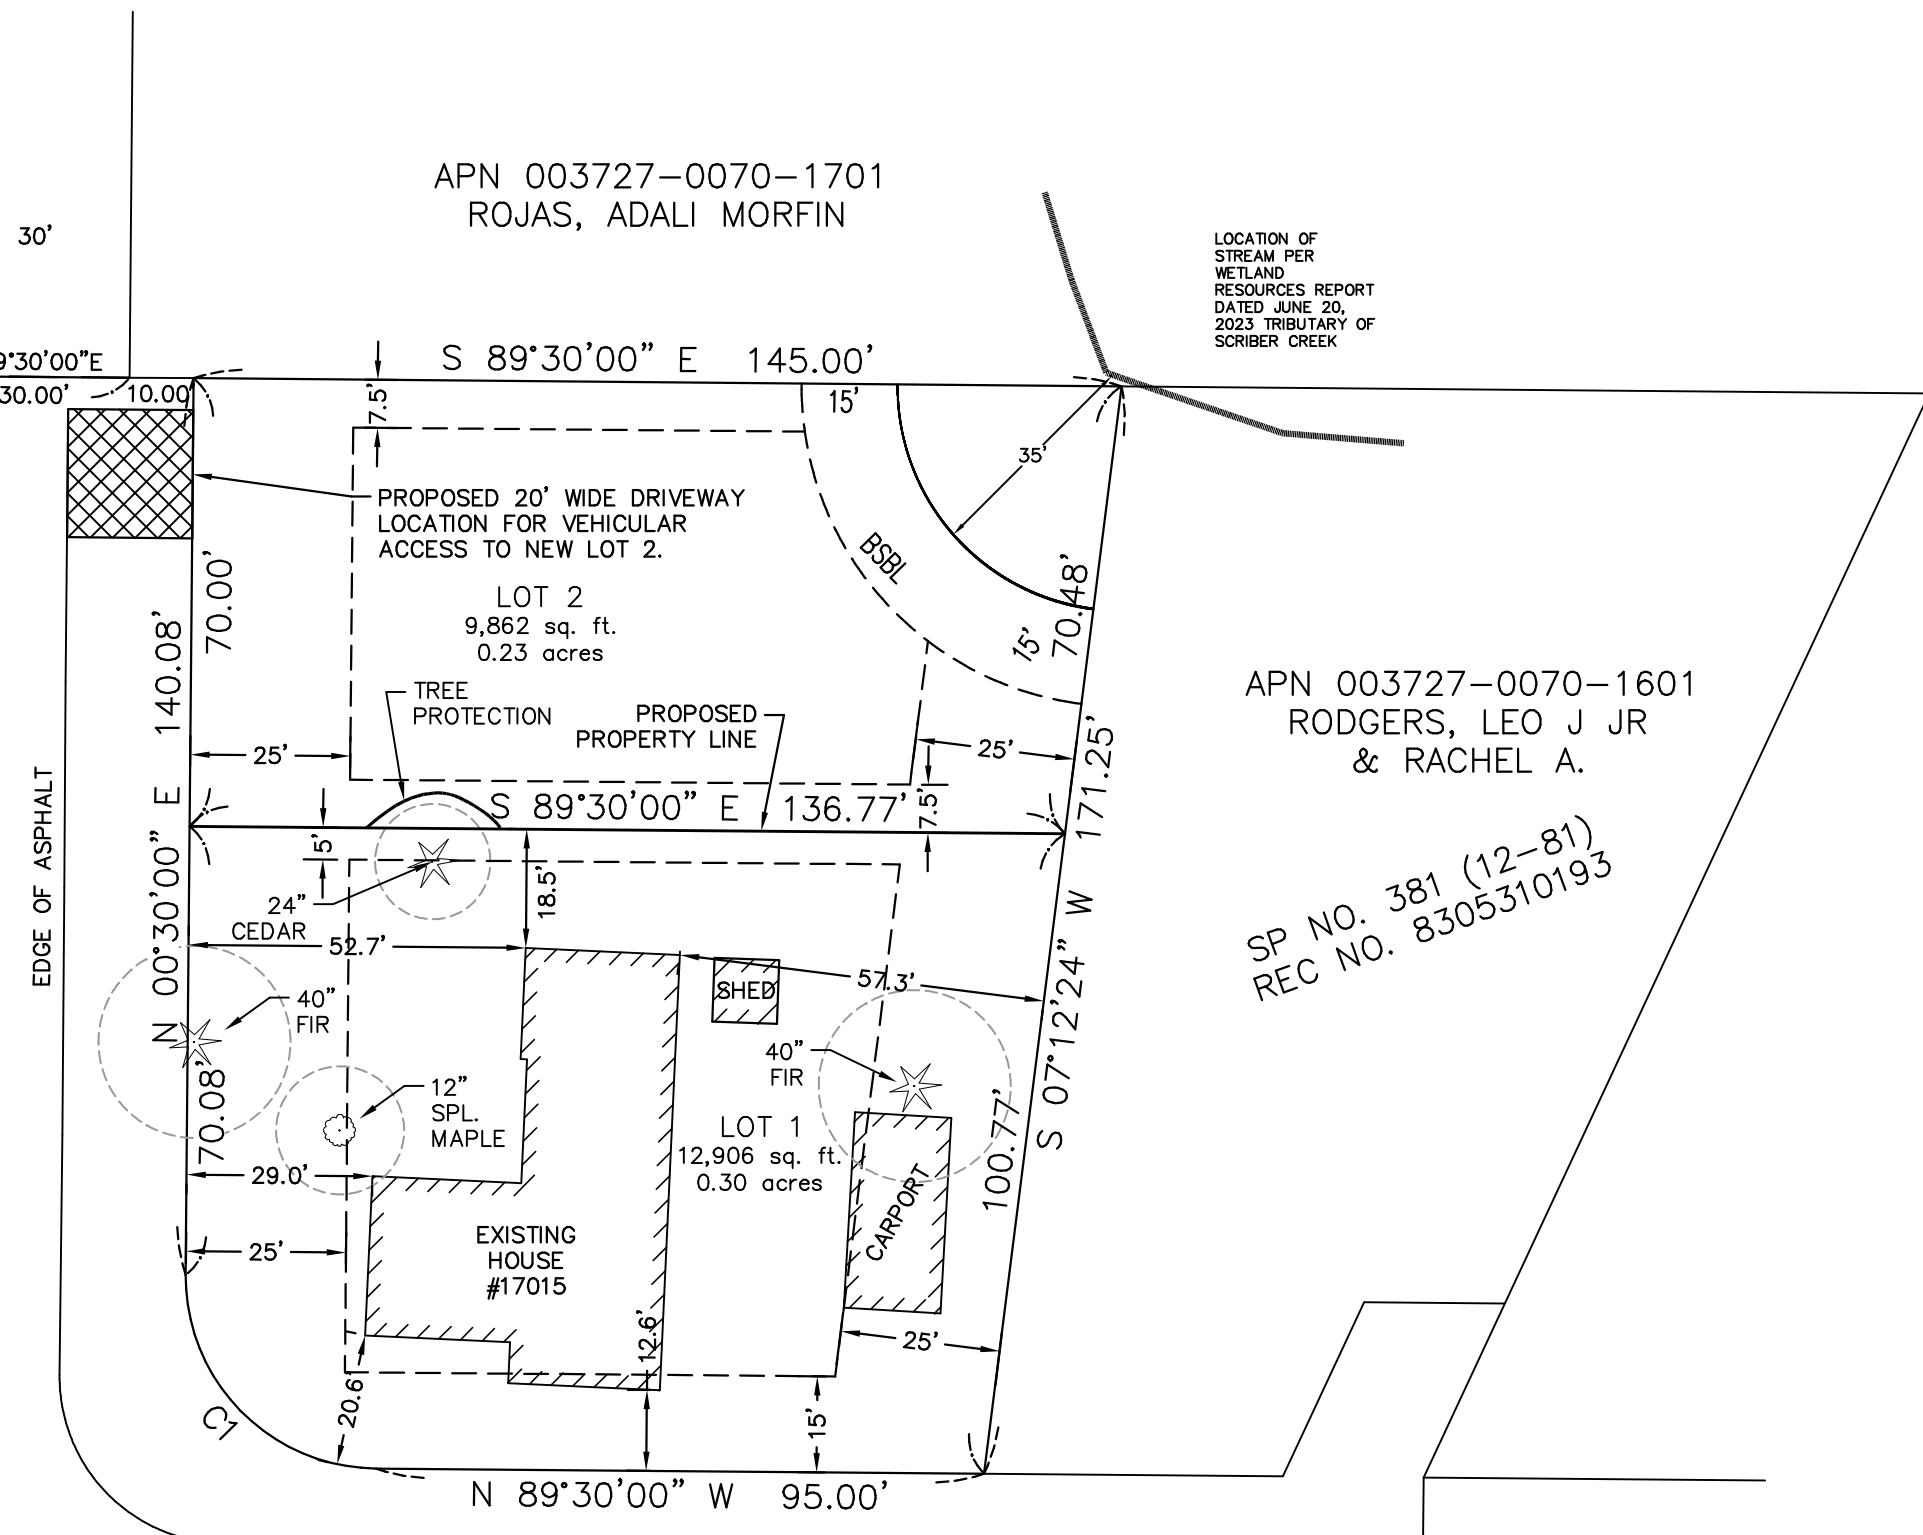 APN 003727-0070-1701
ROJAS, ADALI MORFIN
30'
LOCATION OF
STREAM PER
WETLAND
RESOURCES REPORT
DATED JUNE 20,
2023 TRIBUTARY OF
SCRIBER CREEK
9°30'00"E
30.00'
10.00
S 89°30'00" E 145.00'
7.5'
15'
35'
PROPOSED 20' WIDE DRIVEWAY
LOCATION FOR VEHICULAR
ACCESS TO NEW LOT 2.
BSBL
70.00'
N 00°30'00" E 140.08'
LOT 2
9,862 sq. ft.
0.23 acres
15'
70.48'
TREE
PROTECTION
PROPOSED
PROPERTY LINE
APN 003727-0070-1601
RODGERS, LEO J JR
& RACHEL A.
25'
25'
S 07°12'24" W 171.25'
S 89°30'00" E 136.77'
7.5'
5'
EDGE OF ASPHALT
18.5'
24"
CEDAR
52.7'
SP NO. 381 (12-81)
REC NO. 8305310193
57.3'
SHED
40"
FIR
40"
FIR
70.08'
12"
SPL.
MAPLE
LOT 1
12,906 sq. ft.
0.30 acres
100.77'
29.0'
CARPORT
EXISTING
HOUSE
#17015
25'
12.6'
25'
20.6'
15'
C1
N 89°30'00" W 95.00'